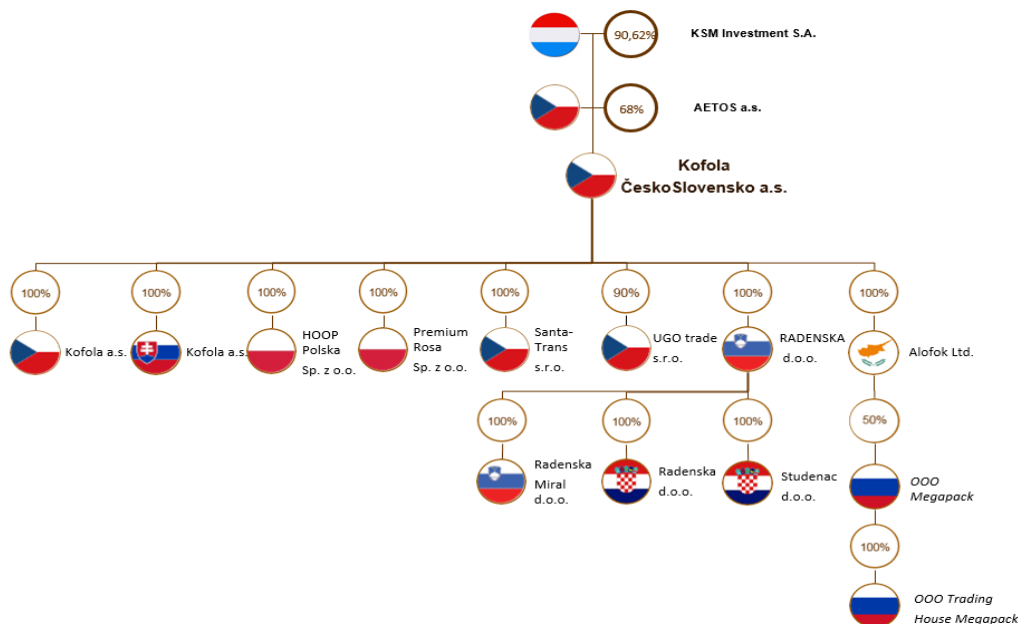 90,62%
KSM Investment S.A.
68%
AETOS a.s.
Kofola
ČeskoSlovensko a.s.
100%
100%
100%
100%
100%
90%
100%
100%
Kofola a.s.
Kofola a.s.
HOOP
Polska
Sp. z o.o.
Premium
Rosa
Sp. z o.o.
Santa-
Trans
s.r.o.
UGO trade
s.r.o.
RADENSKA
d.o.o.
Alofok Ltd.
100%
100%
100%
50%
Radenska
Miral
d.o.o.
Radenska
d.o.o.
Studenac
d.o.o.
OOO
Megapack
100%
OOO Trading
House Megapack